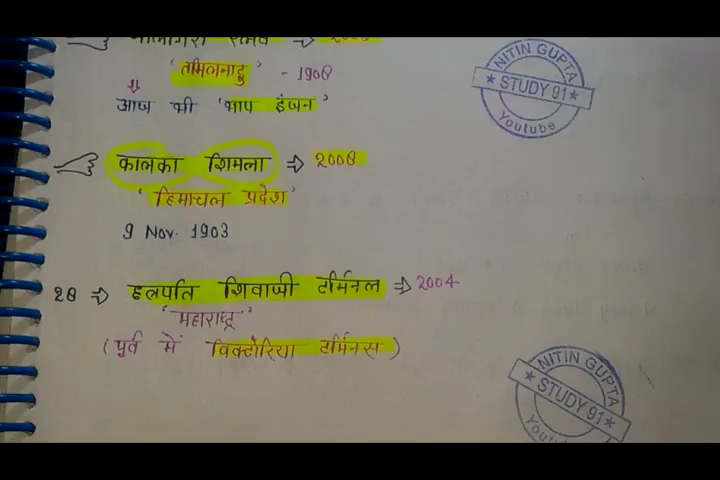 ⇒
'तमिलनाडु' - 1908
⇓
आज भी 'भाप इंजन'
कालका शिमला ⇒ 2008
'हिमाचल प्रदेश'
9 Nov. 1903
28 ⇒ छत्रपति शिवाजी टर्मिनल ⇒ 2004
'महाराष्ट्र'
(पूर्व में विक्टोरिया टर्मिनस)
NITIN GUPTA
★ STUDY 91 ★
Youtube
NITIN GUPTA
★ STUDY 91 ★